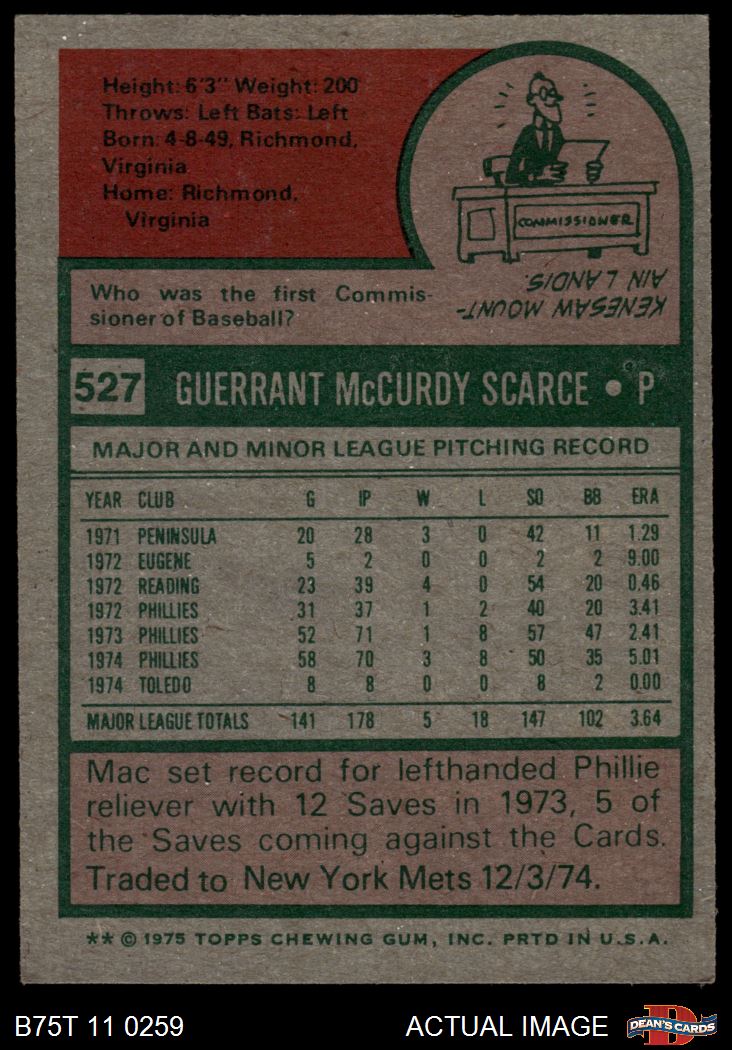 Height: 6'3" Weight: 200
Throws: Left Bats: Left
Born: 4-8-49, Richmond,
Virginia
Home: Richmond,
Virginia
COMMISSIONER
Who was the first Commis-
sioner of Baseball?
KENESAW MOUNT-
AIN LANDIS.
527 GUERRANT McCURDY SCARCE • P
MAJOR AND MINOR LEAGUE PITCHING RECORD
YEAR CLUB G IP W L SO BB ERA
1971 PENINSULA 20 28 3 0 42 11 1.29
1972 EUGENE 5 2 0 0 2 2 9.00
1972 READING 23 39 4 0 54 20 0.46
1972 PHILLIES 31 37 1 2 40 20 3.41
1973 PHILLIES 52 71 1 8 57 47 2.41
1974 PHILLIES 58 70 3 8 50 35 5.01
1974 TOLEDO 8 8 0 0 8 2 0.00
MAJOR LEAGUE TOTALS 141 178 5 18 147 102 3.64
Mac set record for lefthanded Phillie
reliever with 12 Saves in 1973, 5 of
the Saves coming against the Cards.
Traded to New York Mets 12/3/74.
** © 1975 TOPPS CHEWING GUM, INC. PRTD IN U.S.A.
B75T 11 0259 ACTUAL IMAGE D DEAN'S CARDS